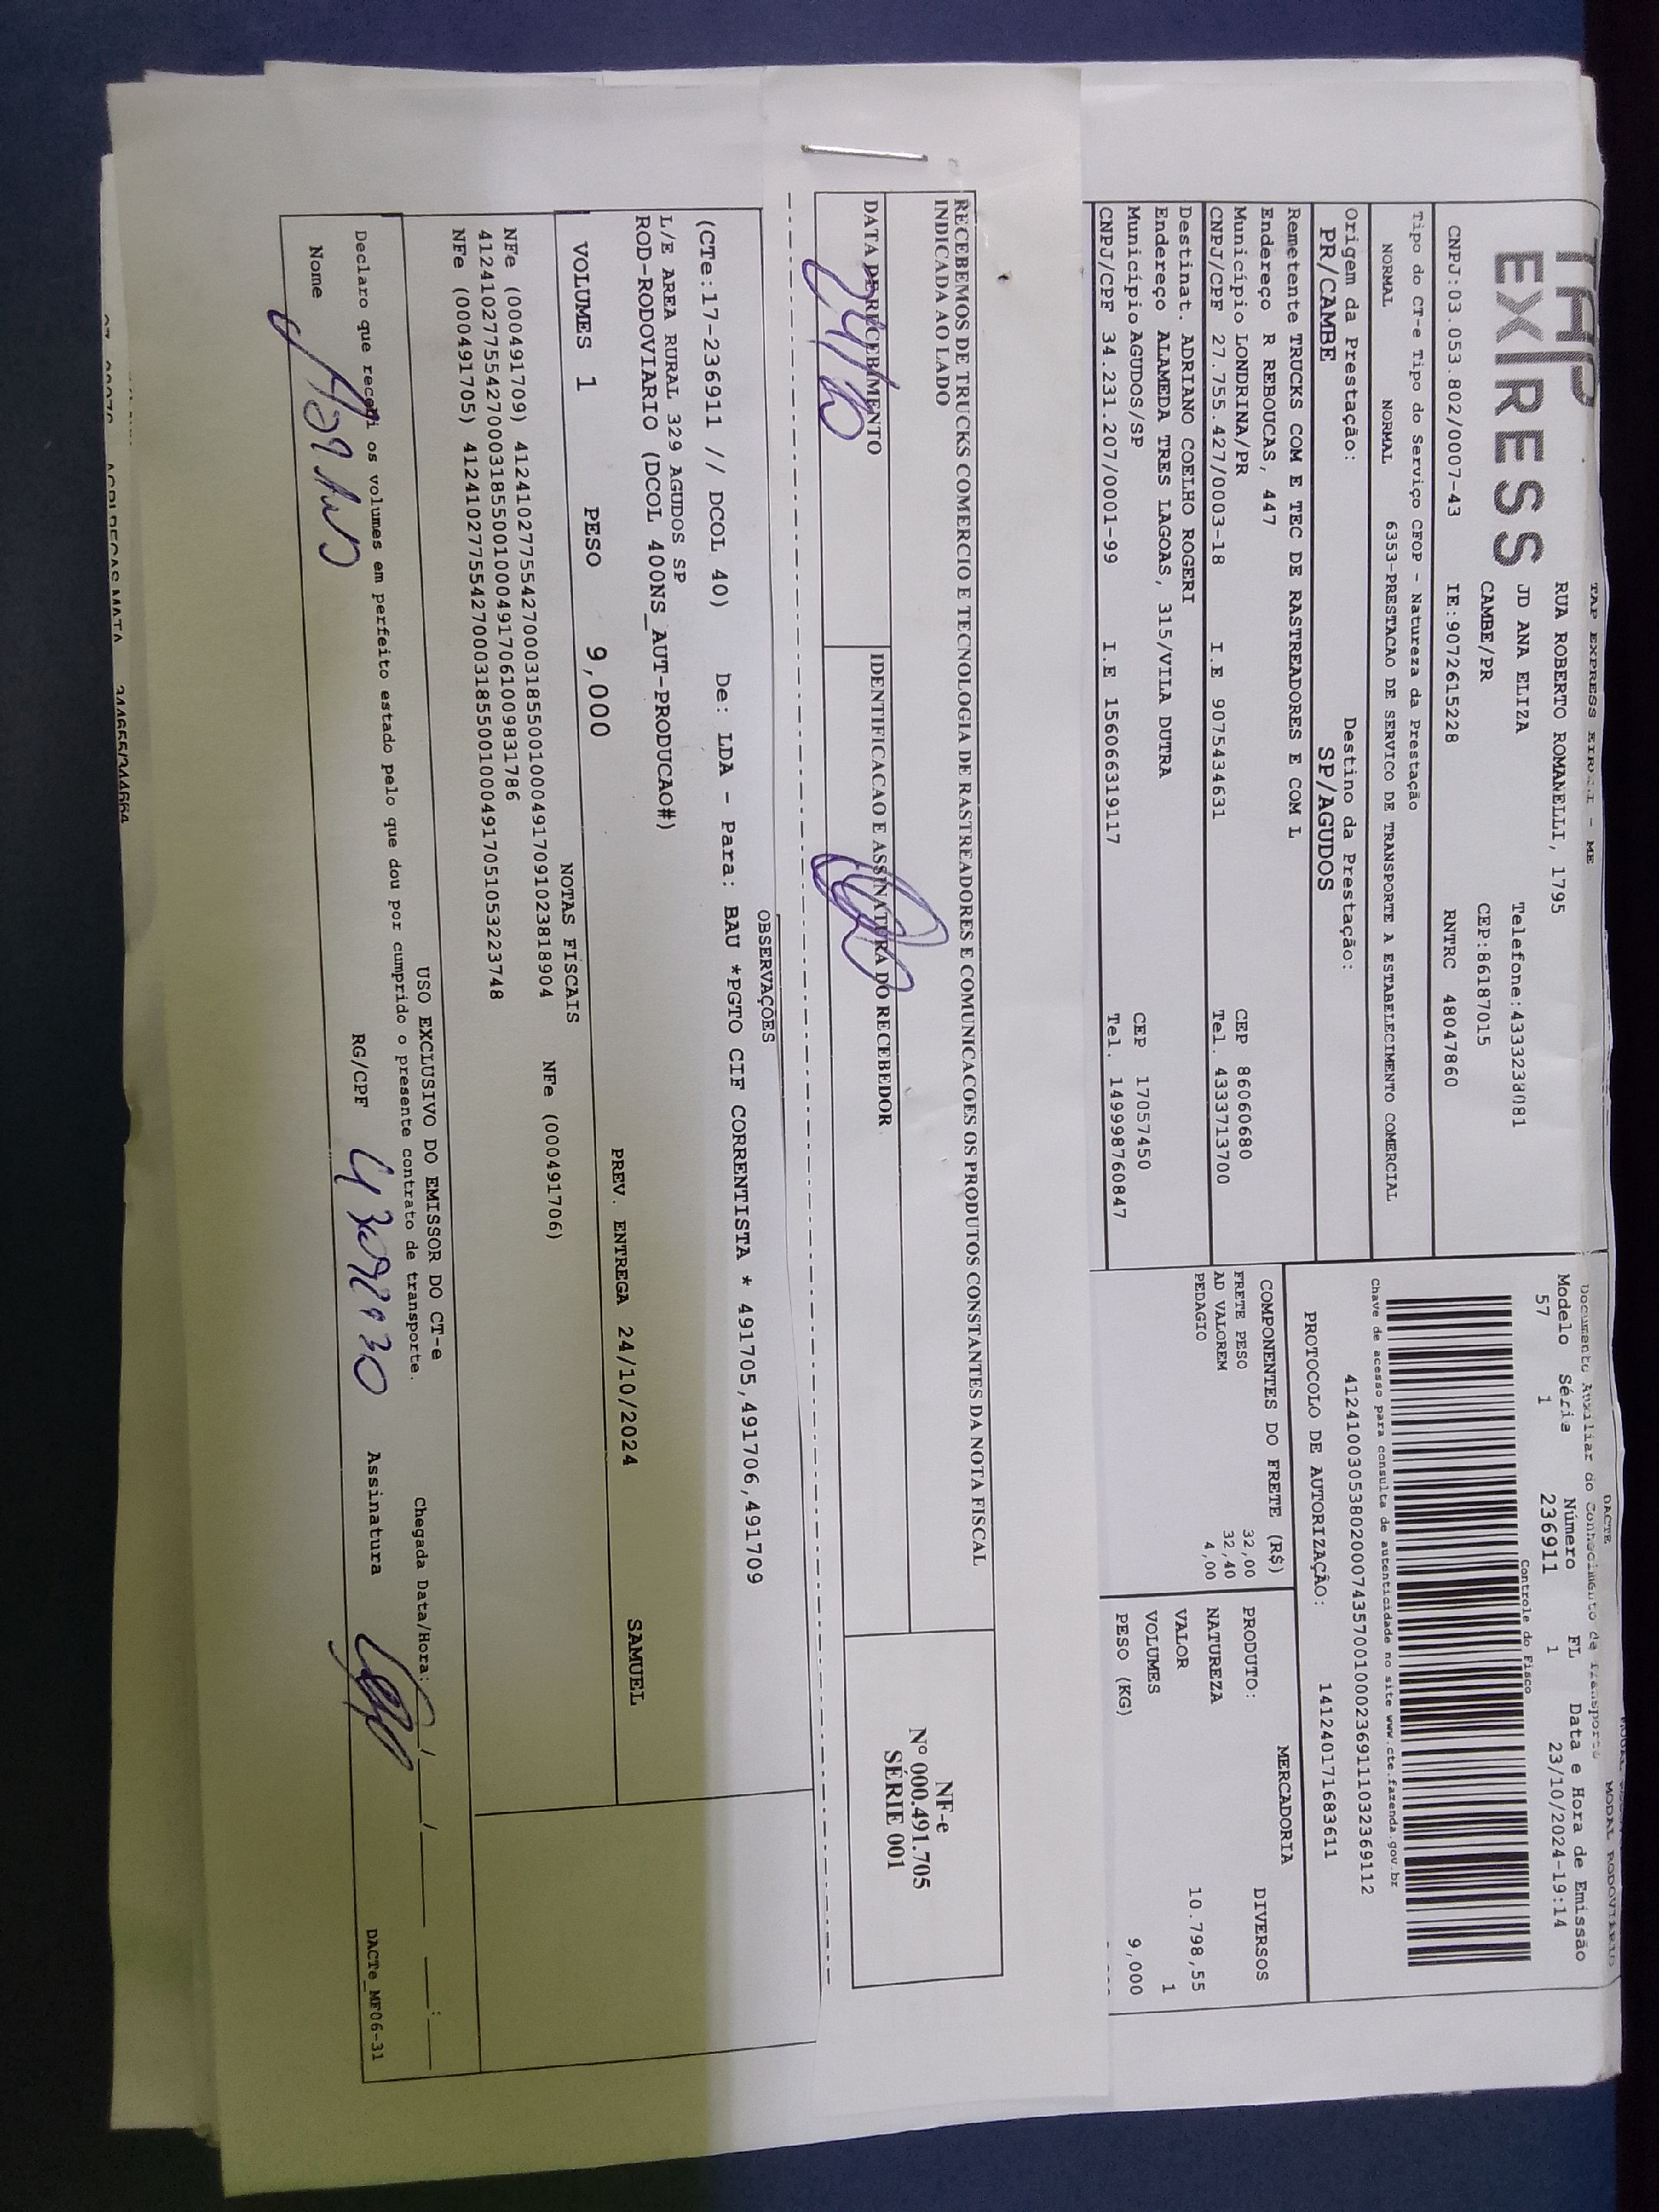 TAP EXPRESS EIRELI - ME
TAP
EXPRESS
RUA ROBERTO ROMANELLI, 1795
JD ANA ELIZA Telefone:4333238081
CAMBE/PR CEP:86187015
CNPJ:03.053.802/0007-43 IE:9072615228 RNTRC 48047860
DACTE MODAL RODOVIARIO
Documento Auxiliar do Conhecimento de Transporte
Modelo Séria Número FL Data e Hora de Emissão
57 1 236911 1 23/10/2024-19:14
Controle do Fisco
Chave de acesso para consulta de autenticidade no site www.cte.fazenda.gov.br
41241003053802000743570010002369111032369112
PROTOCOLO DE AUTORIZAÇÃO: 141240171683611
Tipo do CT-e Tipo do Serviço CFOP - Natureza da Prestação
NORMAL NORMAL 6353-PRESTACAO DE SERVICO DE TRANSPORTE A ESTABELECIMENTO COMERCIAL
Origem da Prestação: Destino da Prestação:
PR/CAMBE SP/AGUDOS
Remetente TRUCKS COM E TEC DE RASTREADORES E COM L
Endereço R REBOUCAS, 447
Município LONDRINA/PR CEP 86060680
CNPJ/CPF 27.755.427/0003-18 I.E 9075434631 Tel. 4333713700
Destinat. ADRIANO COELHO ROGERI
Endereço ALAMEDA TRES LAGOAS, 315/VILA DUTRA
Município AGUDOS/SP CEP 17057450
CNPJ/CPF 34.231.207/0001-99 I.E 156066319117 Tel. 14999876084​7
COMPONENTES DO FRETE (R$)
FRETE PESO 32,00
AD VALOREM 32,40
PEDAGIO 4,00
MERCADORIA
PRODUTO: DIVERSOS
NATUREZA
VALOR 10.798,55
VOLUMES 1
PESO (KG) 9,000
RECEBEMOS DE TRUCKS COMERCIO E TECNOLOGIA DE RASTREADORES E COMUNICACOES OS PRODUTOS CONSTANTES DA NOTA FISCAL
INDICADA AO LADO
DATA DE RECEBIMENTO IDENTIFICACAO E ASSINATURA DO RECEBEDOR
24/10
NF-e
Nº 000.491.705
SÉRIE 001
OBSERVAÇÕES
(CTe:17-236911 // DCOL 40) De: LDA - Para: BAU *PGTO CIF CORRENTISTA * 491705,491706,491709
L/E AREA RURAL 329 AGUDOS SP
ROD-RODOVIARIO (DCOL 400NS_AUT-PRODUCAO#)
VOLUMES 1 PESO 9,000 PREV. ENTREGA 24/10/2024 SAMUEL
NOTAS FISCAIS NFe (000491706)
NFe (000491709) 41241027755427000318550010004917091023818904
41241027755427000318550010004917061009831786
NFe (000491705) 41241027755427000318550010004917051053223748
USO EXCLUSIVO DO EMISSOR DO CT-e
Declaro que recebi os volumes em perfeito estado pelo que dou por cumprido o presente contrato de transporte. Chegada Data/Hora: __/__/____ __:__
Nome RG/CPF Assinatura
DACTe_MF06-31
AGRI PECAS MATA 344655/344664